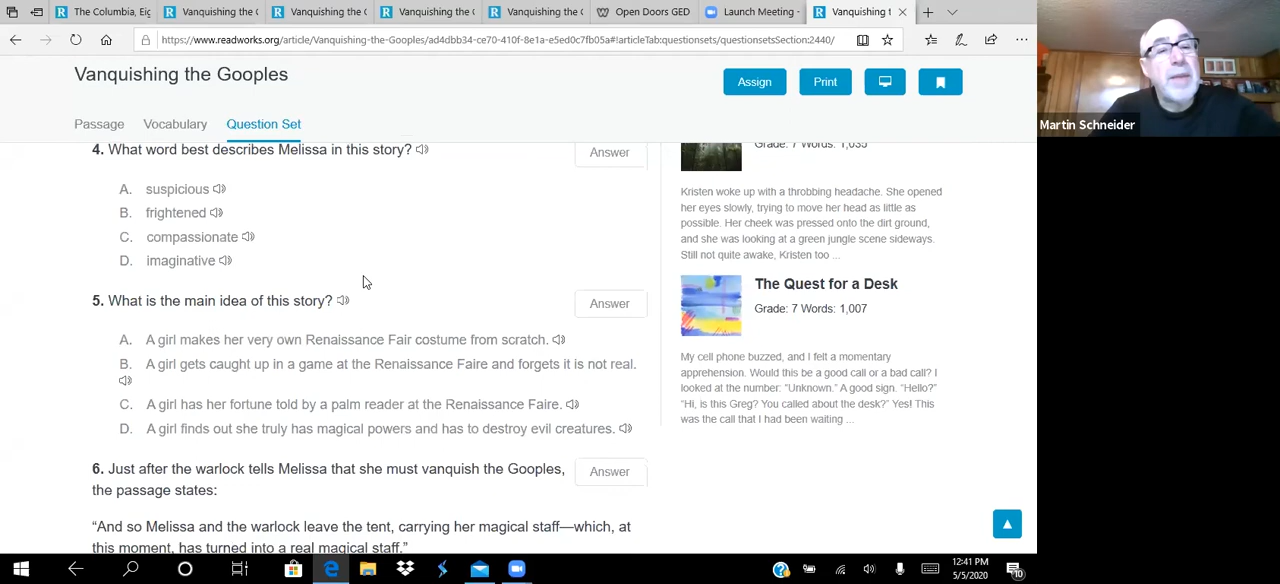 The Columbia, Eig
Vanquishing the G
Vanquishing the G
Vanquishing the G
Vanquishing the G
Open Doors GED
Launch Meeting -
Vanquishing t
https://www.readworks.org/article/Vanquishing-the-Gooples/ad4dbb34-ce70-410f-8e1a-e5ed0c7fb05a#!articleTab:questionsets/questionsetsSection:2440/
Vanquishing the Gooples
Assign
Print
Passage
Vocabulary
Question Set
4. What word best describes Melissa in this story?
Answer
A. suspicious
B. frightened
C. compassionate
D. imaginative
5. What is the main idea of this story?
Answer
A. A girl makes her very own Renaissance Fair costume from scratch.
B. A girl gets caught up in a game at the Renaissance Faire and forgets it is not real.
C. A girl has her fortune told by a palm reader at the Renaissance Faire.
D. A girl finds out she truly has magical powers and has to destroy evil creatures.
6. Just after the warlock tells Melissa that she must vanquish the Gooples,
the passage states:
Answer
“And so Melissa and the warlock leave the tent, carrying her magical staff—which, at
this moment, has turned into a real magical staff.”
Grade: 7 Words: 1,035
Kristen woke up with a throbbing headache. She opened
her eyes slowly, trying to move her head as little as
possible. Her cheek was pressed onto the dirt ground,
and she was looking at a green jungle scene sideways.
Still not quite awake, Kristen too ...
The Quest for a Desk
Grade: 7 Words: 1,007
My cell phone buzzed, and I felt a momentary
apprehension. Would this be a good call or a bad call? I
looked at the number: “Unknown.” A good sign. “Hello?”
“Hi, is this Greg? You called about the desk?” Yes! This
was the call that I had been waiting ...
Martin Schneider
12:41 PM
5/5/2020
10